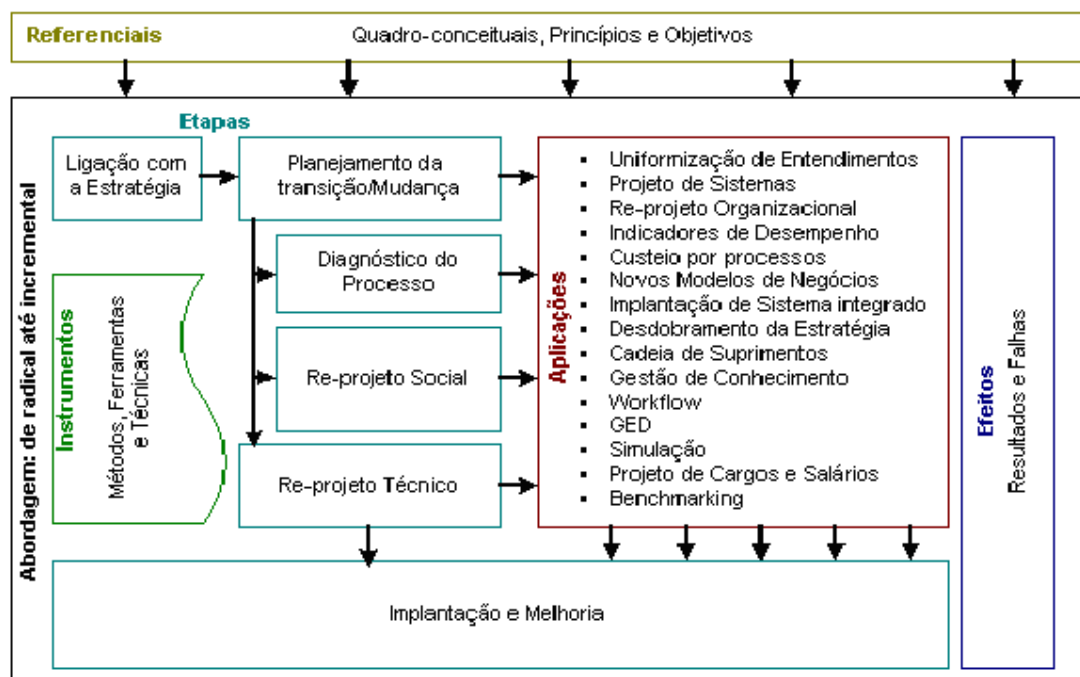 Referenciais
Quadro-conceituais, Princípios e Objetivos
Abordagem: de radical até incremental
Etapas
Ligação com
a Estratégia
Planejamento da
transição/Mudança
Diagnóstico do
Processo
Re-projeto Social
Re-projeto Técnico
Instrumentos
Métodos, Ferramentas
e Técnicas
Aplicações
▪ Uniformização de Entendimentos
▪ Projeto de Sistemas
▪ Re-projeto Organizacional
▪ Indicadores de Desempenho
▪ Custeio por processos
▪ Novos Modelos de Negócios
▪ Implantação de Sistema integrado
▪ Desdobramento da Estratégia
▪ Cadeia de Suprimentos
▪ Gestão de Conhecimento
▪ Workflow
▪ GED
▪ Simulação
▪ Projeto de Cargos e Salários
▪ Benchmarking
Efeitos
Resultados e Falhas
Implantação e Melhoria